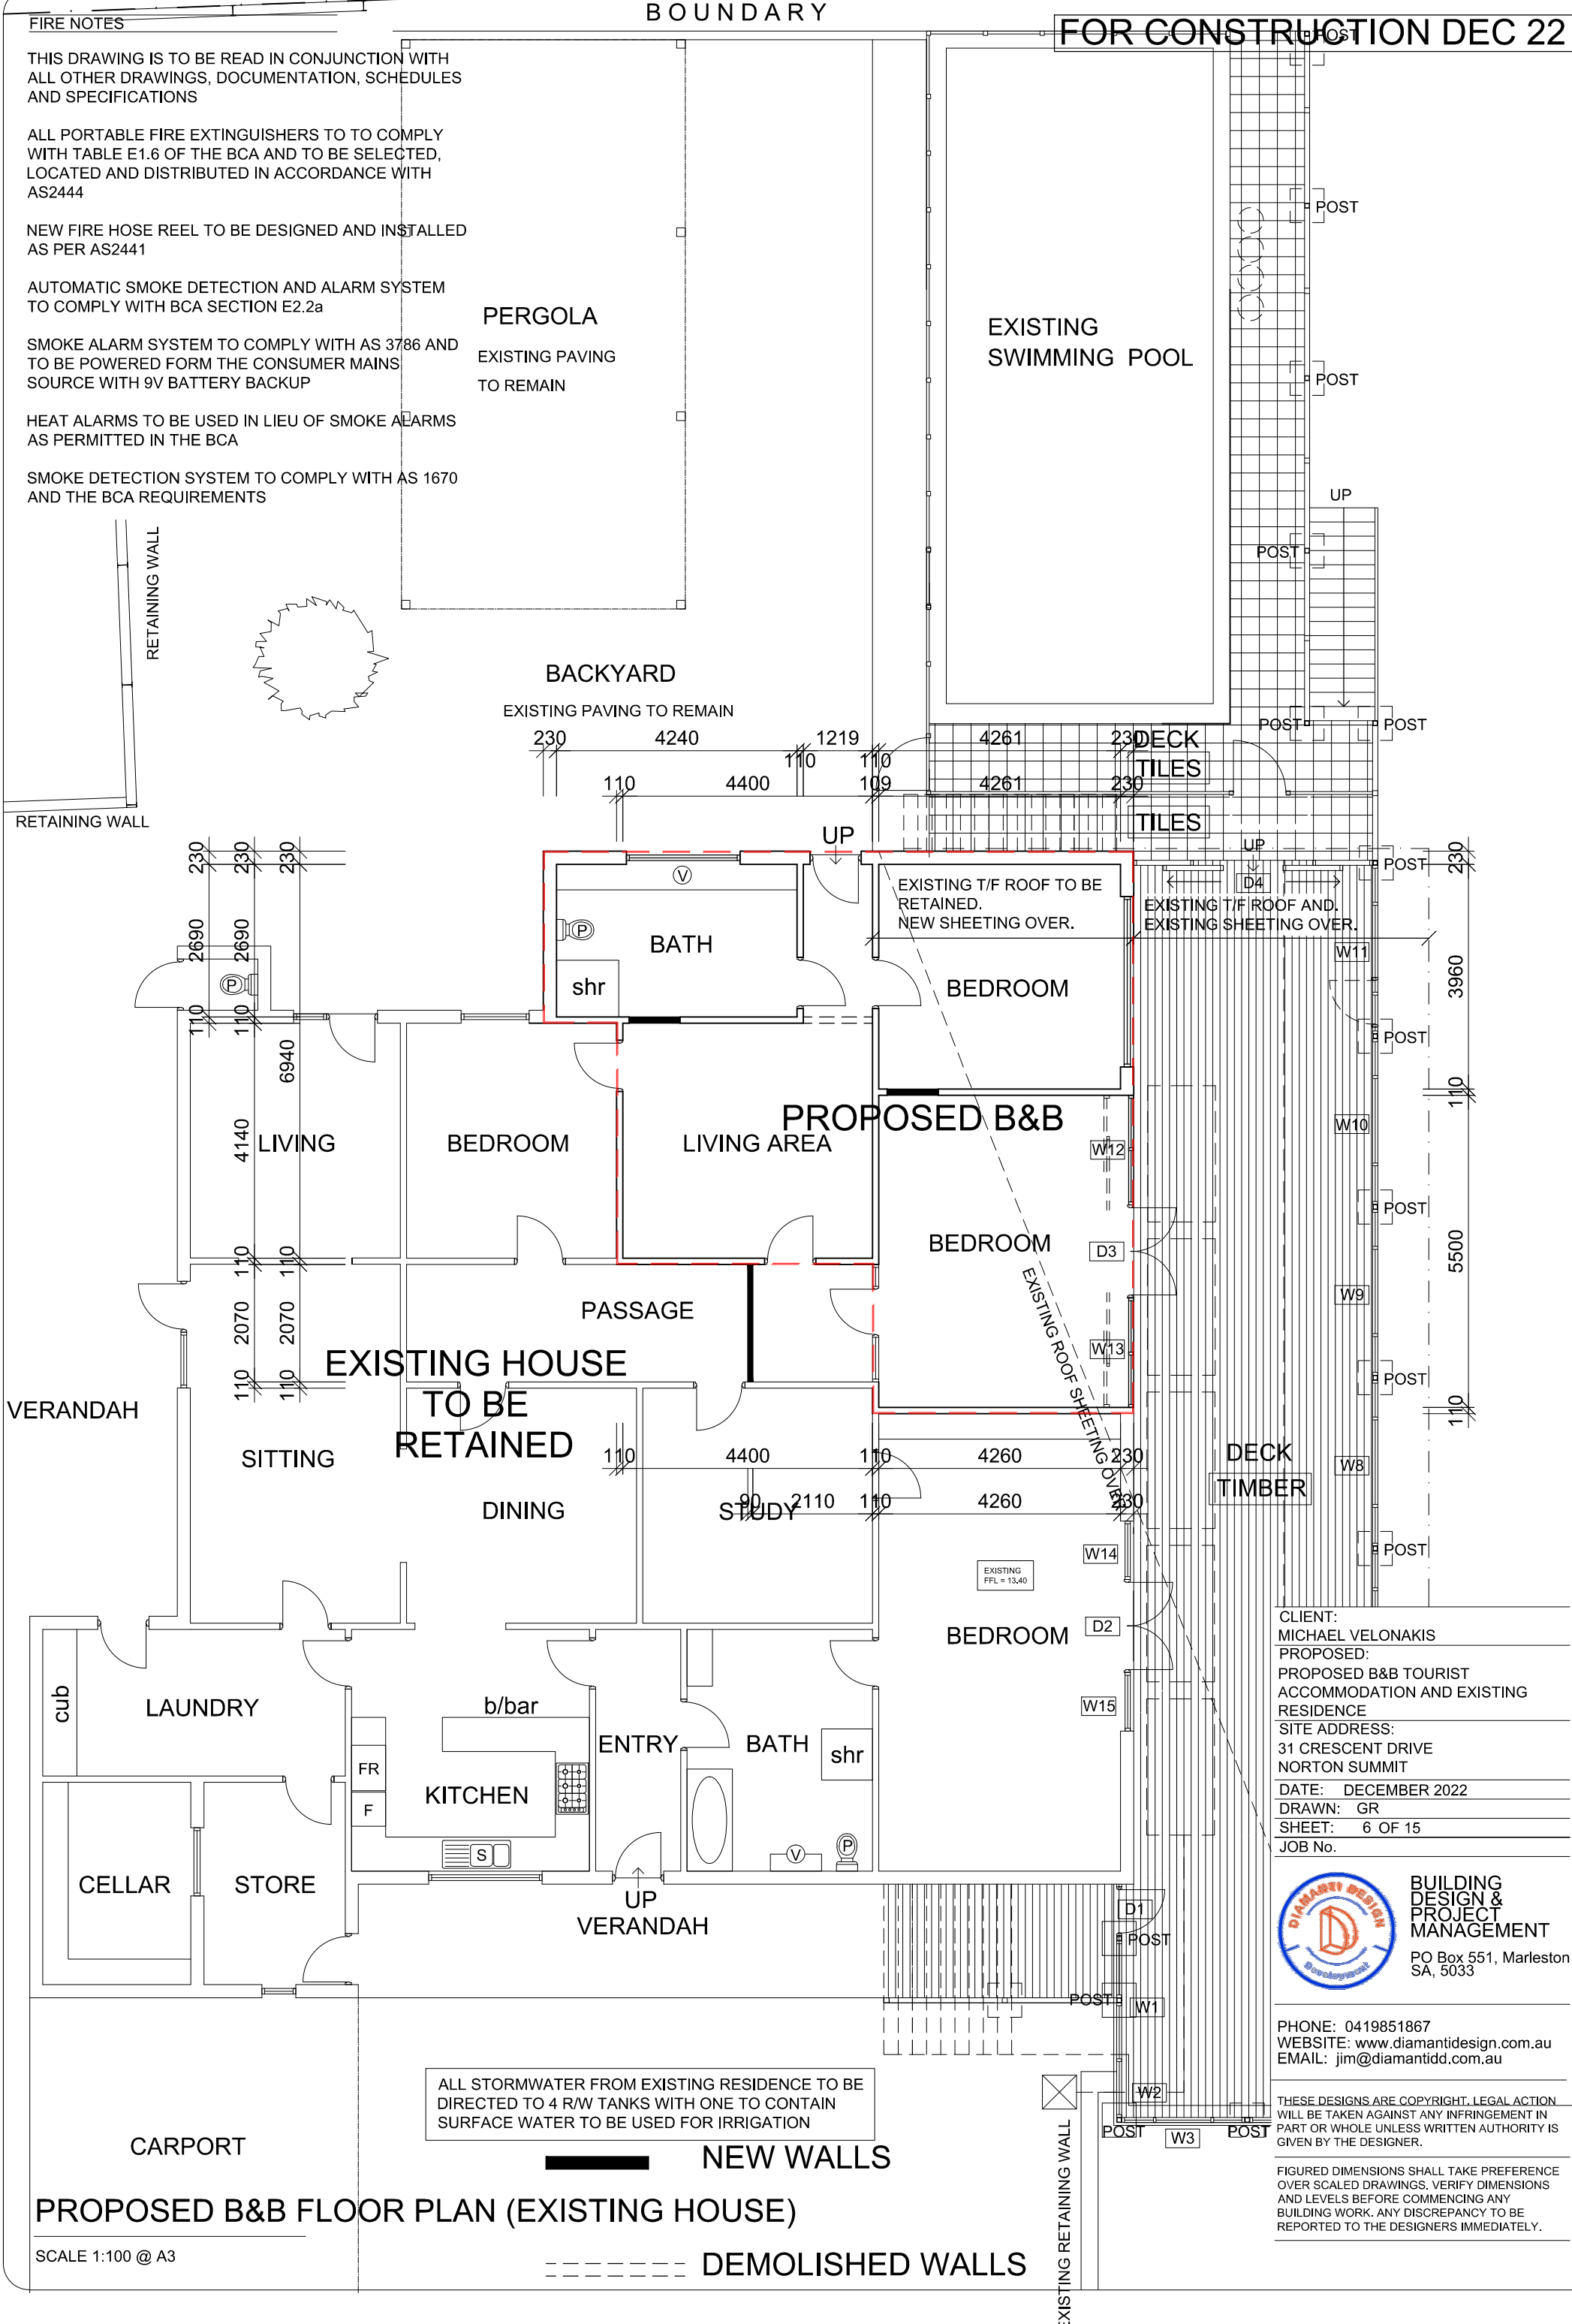 BOUNDARY
FOR CONSTRUCTION DEC 22
FIRE NOTES
THIS DRAWING IS TO BE READ IN CONJUNCTION WITH
ALL OTHER DRAWINGS, DOCUMENTATION, SCHEDULES
AND SPECIFICATIONS
ALL PORTABLE FIRE EXTINGUISHERS TO TO COMPLY
WITH TABLE E1.6 OF THE BCA AND TO BE SELECTED,
LOCATED AND DISTRIBUTED IN ACCORDANCE WITH
AS2444
NEW FIRE HOSE REEL TO BE DESIGNED AND INSTALLED
AS PER AS2441
AUTOMATIC SMOKE DETECTION AND ALARM SYSTEM
TO COMPLY WITH BCA SECTION E2.2a
SMOKE ALARM SYSTEM TO COMPLY WITH AS 3786 AND
TO BE POWERED FORM THE CONSUMER MAINS
SOURCE WITH 9V BATTERY BACKUP
HEAT ALARMS TO BE USED IN LIEU OF SMOKE ALARMS
AS PERMITTED IN THE BCA
SMOKE DETECTION SYSTEM TO COMPLY WITH AS 1670
AND THE BCA REQUIREMENTS
PERGOLA
EXISTING PAVING
TO REMAIN
EXISTING
SWIMMING POOL
POST
POST
POST
POST
UP
POST
POST
RETAINING WALL
RETAINING WALL
BACKYARD
EXISTING PAVING TO REMAIN
230
4240
110
1219
110
4261
230
DECK
TILES
110
4400
109
4261
230
TILES
UP
UP
D4
POST
230
230
230
230
V
P
BATH
shr
EXISTING T/F ROOF TO BE
RETAINED.
NEW SHEETING OVER.
EXISTING T/F ROOF AND.
EXISTING SHEETING OVER.
BEDROOM
W11
3960
POST
2690
2690
P
110
110
6940
4140
LIVING
BEDROOM
LIVING AREA
PROPOSED B&B
W12
W10
110
POST
BEDROOM
D3
5500
110
110
2070
2070
110
110
PASSAGE
EXISTING ROOF SHEETING OVER.
W13
W9
POST
110
EXISTING HOUSE
TO BE
RETAINED
VERANDAH
SITTING
110
4400
110
4260
230
DECK
TIMBER
W8
DINING
STUDY
90
2110
110
4260
230
POST
W14
EXISTING
FFL = 13.40
D2
BEDROOM
W15
cub
LAUNDRY
b/bar
ENTRY
BATH
shr
FR
F
KITCHEN
S
V
P
CELLAR
STORE
UP
VERANDAH
D1
POST
POST
W1
W2
POST
W3
POST
EXISTING RETAINING WALL
ALL STORMWATER FROM EXISTING RESIDENCE TO BE
DIRECTED TO 4 R/W TANKS WITH ONE TO CONTAIN
SURFACE WATER TO BE USED FOR IRRIGATION
CARPORT
NEW WALLS
PROPOSED B&B FLOOR PLAN (EXISTING HOUSE)
SCALE 1:100 @ A3
DEMOLISHED WALLS
CLIENT:
MICHAEL VELONAKIS
PROPOSED:
PROPOSED B&B TOURIST
ACCOMMODATION AND EXISTING
RESIDENCE
SITE ADDRESS:
31 CRESCENT DRIVE
NORTON SUMMIT
DATE: DECEMBER 2022
DRAWN: GR
SHEET: 6 OF 15
JOB No.
DIAMANTI DESIGN
Development
BUILDING
DESIGN &
PROJECT
MANAGEMENT
PO Box 551, Marleston
SA, 5033
PHONE: 0419851867
WEBSITE: www.diamantidesign.com.au
EMAIL: jim@diamantidd.com.au
THESE DESIGNS ARE COPYRIGHT. LEGAL ACTION
WILL BE TAKEN AGAINST ANY INFRINGEMENT IN
PART OR WHOLE UNLESS WRITTEN AUTHORITY IS
GIVEN BY THE DESIGNER.
FIGURED DIMENSIONS SHALL TAKE PREFERENCE
OVER SCALED DRAWINGS. VERIFY DIMENSIONS
AND LEVELS BEFORE COMMENCING ANY
BUILDING WORK. ANY DISCREPANCY TO BE
REPORTED TO THE DESIGNERS IMMEDIATELY.